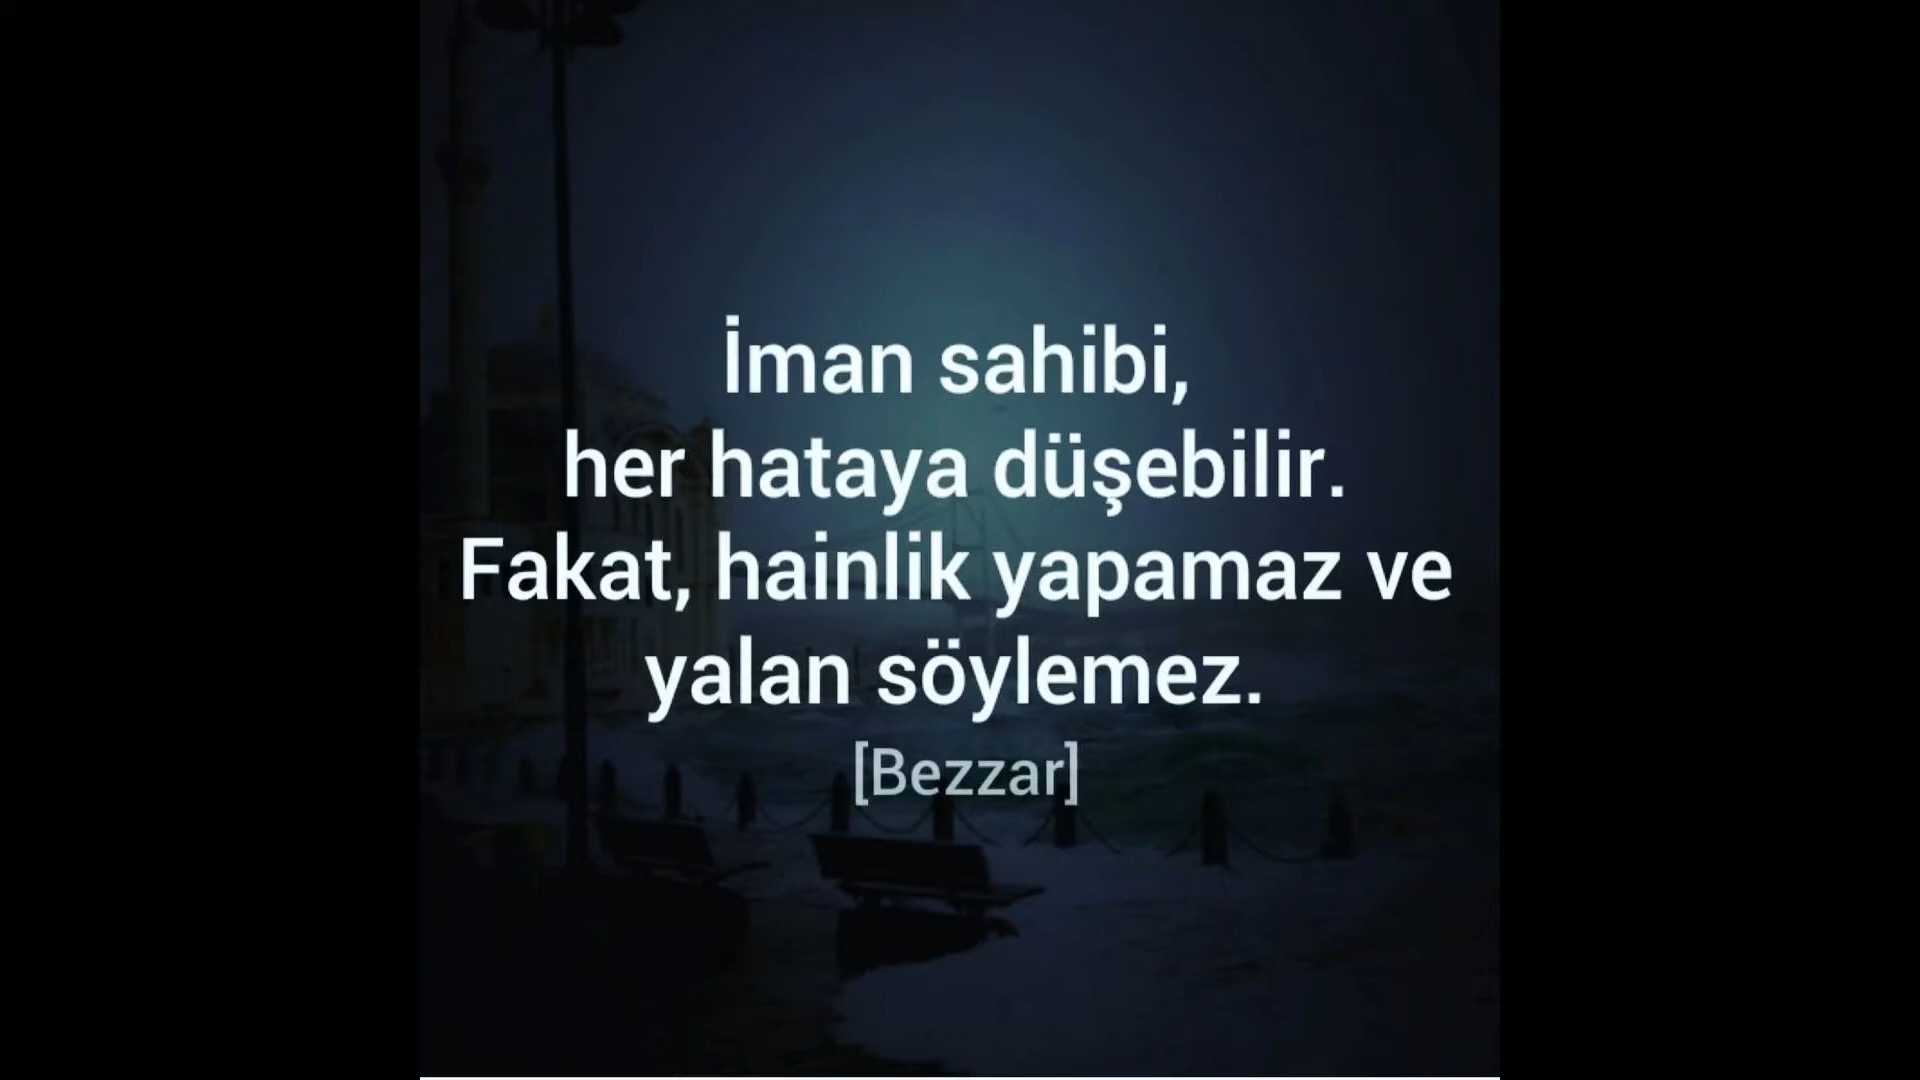 İman sahibi,
her hataya düşebilir.
Fakat, hainlik yapamaz ve
yalan söylemez.
[Bezzar]